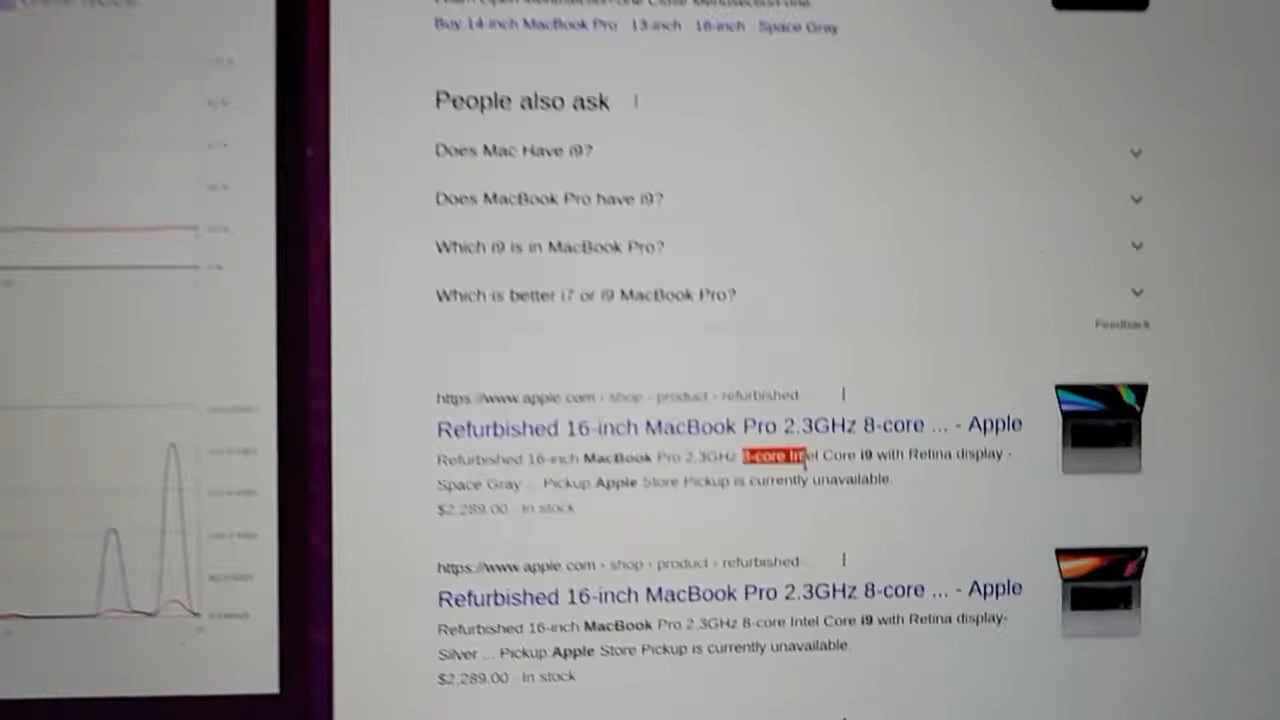 Buy 14-inch MacBook Pro 13-inch 16-inch Space Gray
People also ask
Does Mac Have i9?
Does MacBook Pro have i9?
Which i9 is in MacBook Pro?
Which is better i7 or i9 MacBook Pro?
Feedback
https://www.apple.com › shop › product › refurbished
Refurbished 16-inch MacBook Pro 2.3GHz 8-core ... - Apple
Refurbished 16-inch MacBook Pro 2.3GHz 8-core Intel Core i9 with Retina display -
Space Gray ... Pickup Apple Store Pickup is currently unavailable.
$2,289.00 · In stock
https://www.apple.com › shop › product › refurbished
Refurbished 16-inch MacBook Pro 2.3GHz 8-core ... - Apple
Refurbished 16-inch MacBook Pro 2.3GHz 8-core Intel Core i9 with Retina display-
Silver ... Pickup Apple Store Pickup is currently unavailable.
$2,289.00 · In stock